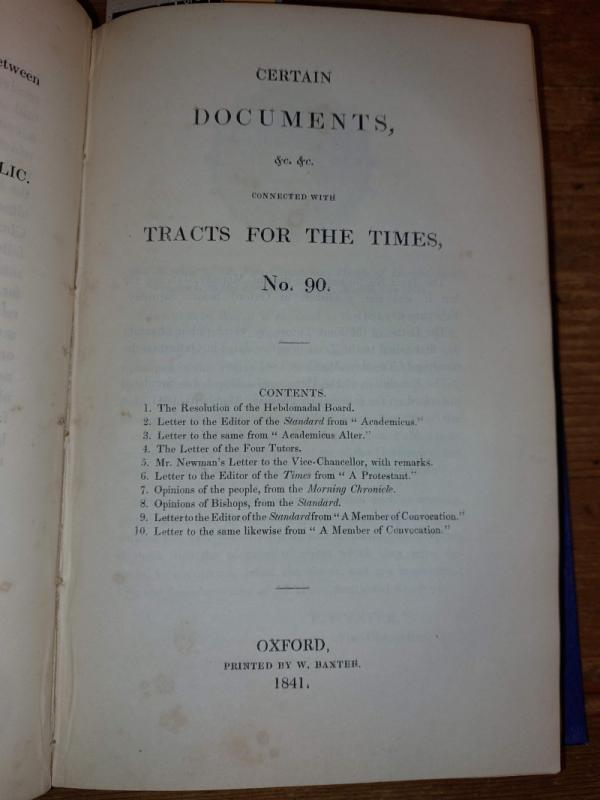 etween
LIC.
CERTAIN
DOCUMENTS,
&c. &c.
CONNECTED WITH
TRACTS FOR THE TIMES,
No. 90.
CONTENTS.
1. The Resolution of the Hebdomadal Board.
2. Letter to the Editor of the Standard from “ Academicus.”
3. Letter to the same from “ Academicus Alter.”
4. The Letter of the Four Tutors.
5. Mr. Newman's Letter to the Vice-Chancellor, with remarks.
6. Letter to the Editor of the Times from “ A Protestant.”
7. Opinions of the people, from the Morning Chronicle.
8. Opinions of Bishops, from the Standard.
9. Letter to the Editor of the Standard from “ A Member of Convocation.”
10. Letter to the same likewise from “ A Member of Convocation.”
OXFORD,
PRINTED BY W. BAXTER.
1841.